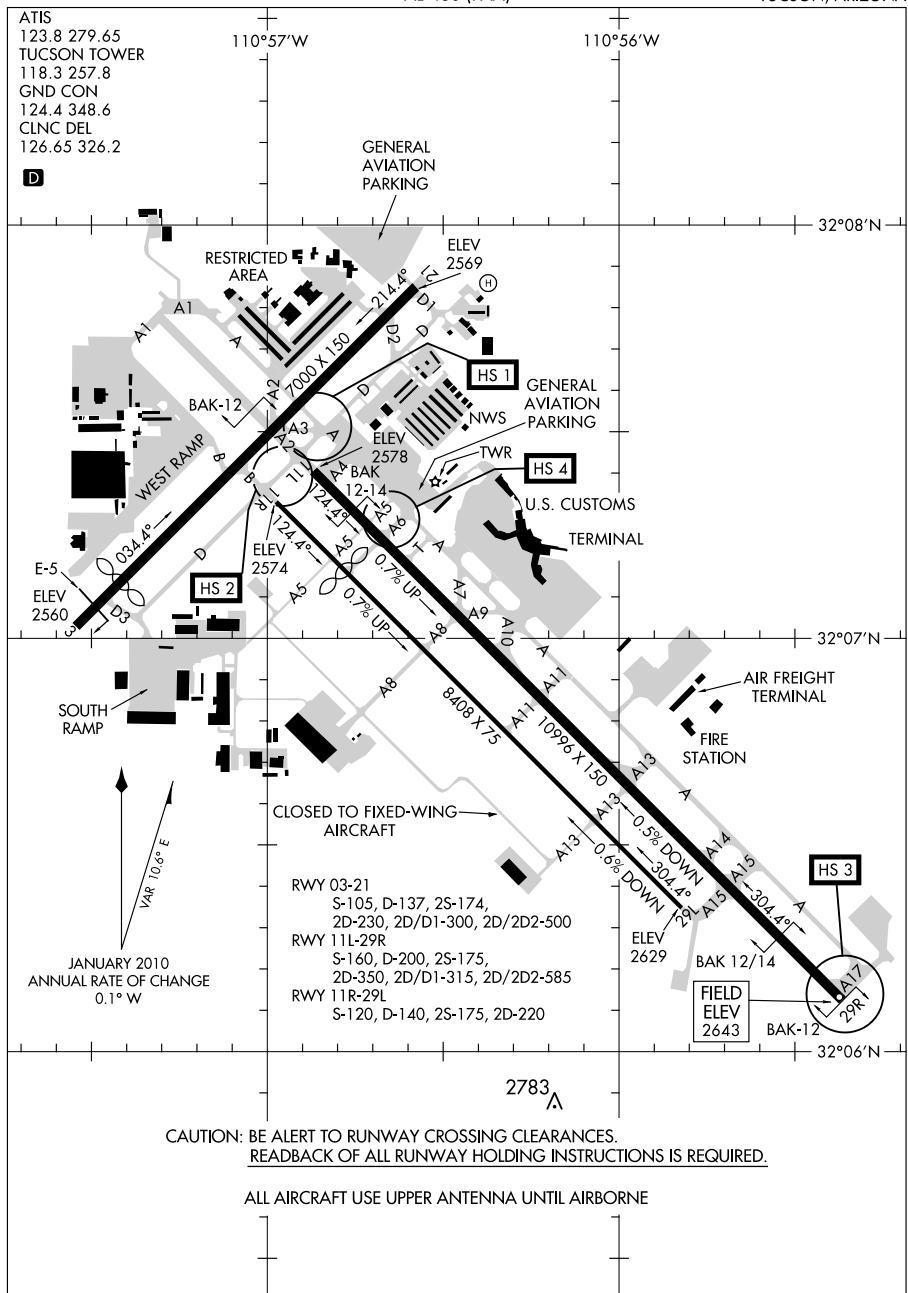 AL-430 (FAA)
TUCSON, ARIZONA
ATIS
123.8 279.65
TUCSON TOWER
118.3 257.8
GND CON
124.4 348.6
CLNC DEL
126.65 326.2
D
110°57'W
110°56'W
GENERAL
AVIATION
PARKING
32°08'N
RESTRICTED
AREA
ELEV
2569
21
214.4°
H
D1
D
D2
A1
A1
A
A2
7000 X 150
D
HS 1
BAK-12
GENERAL
AVIATION
PARKING
NWS
A3
A
A2
ELEV
2578
A4
BAK
12-14
TWR
HS 4
WEST RAMP
B
B
11L
11R
124.4°
124.4°
A5
A6
U.S. CUSTOMS
TERMINAL
034.4°
D
E-5
ELEV
2560
D3
3
HS 2
ELEV
2574
A5
A5
T
A
0.7% UP
0.7% UP
A7
A9
A8
A10
A
32°07'N
A8
A11
A11
8408 X 75
10996 X 150
SOUTH
RAMP
AIR FREIGHT
TERMINAL
FIRE
STATION
A13
A
A13
A13
CLOSED TO FIXED-WING
AIRCRAFT
0.5% DOWN
0.6% DOWN
304.4°
A14
A15
A15
304.4°
A
HS 3
29L
ELEV
2629
BAK 12/14
A17
29R
FIELD
ELEV
2643
BAK-12
VAR 10.6° E
JANUARY 2010
ANNUAL RATE OF CHANGE
0.1° W
RWY 03-21
S-105, D-137, 2S-174,
2D-230, 2D/D1-300, 2D/2D2-500
RWY 11L-29R
S-160, D-200, 2S-175,
2D-350, 2D/D1-315, 2D/2D2-585
RWY 11R-29L
S-120, D-140, 2S-175, 2D-220
32°06'N
2783
CAUTION: BE ALERT TO RUNWAY CROSSING CLEARANCES.
READBACK OF ALL RUNWAY HOLDING INSTRUCTIONS IS REQUIRED.
ALL AIRCRAFT USE UPPER ANTENNA UNTIL AIRBORNE